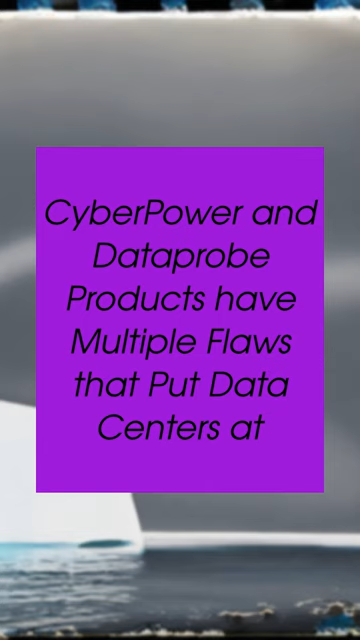 CyberPower and
Dataprobe
Products have
Multiple Flaws
that Put Data
Centers at